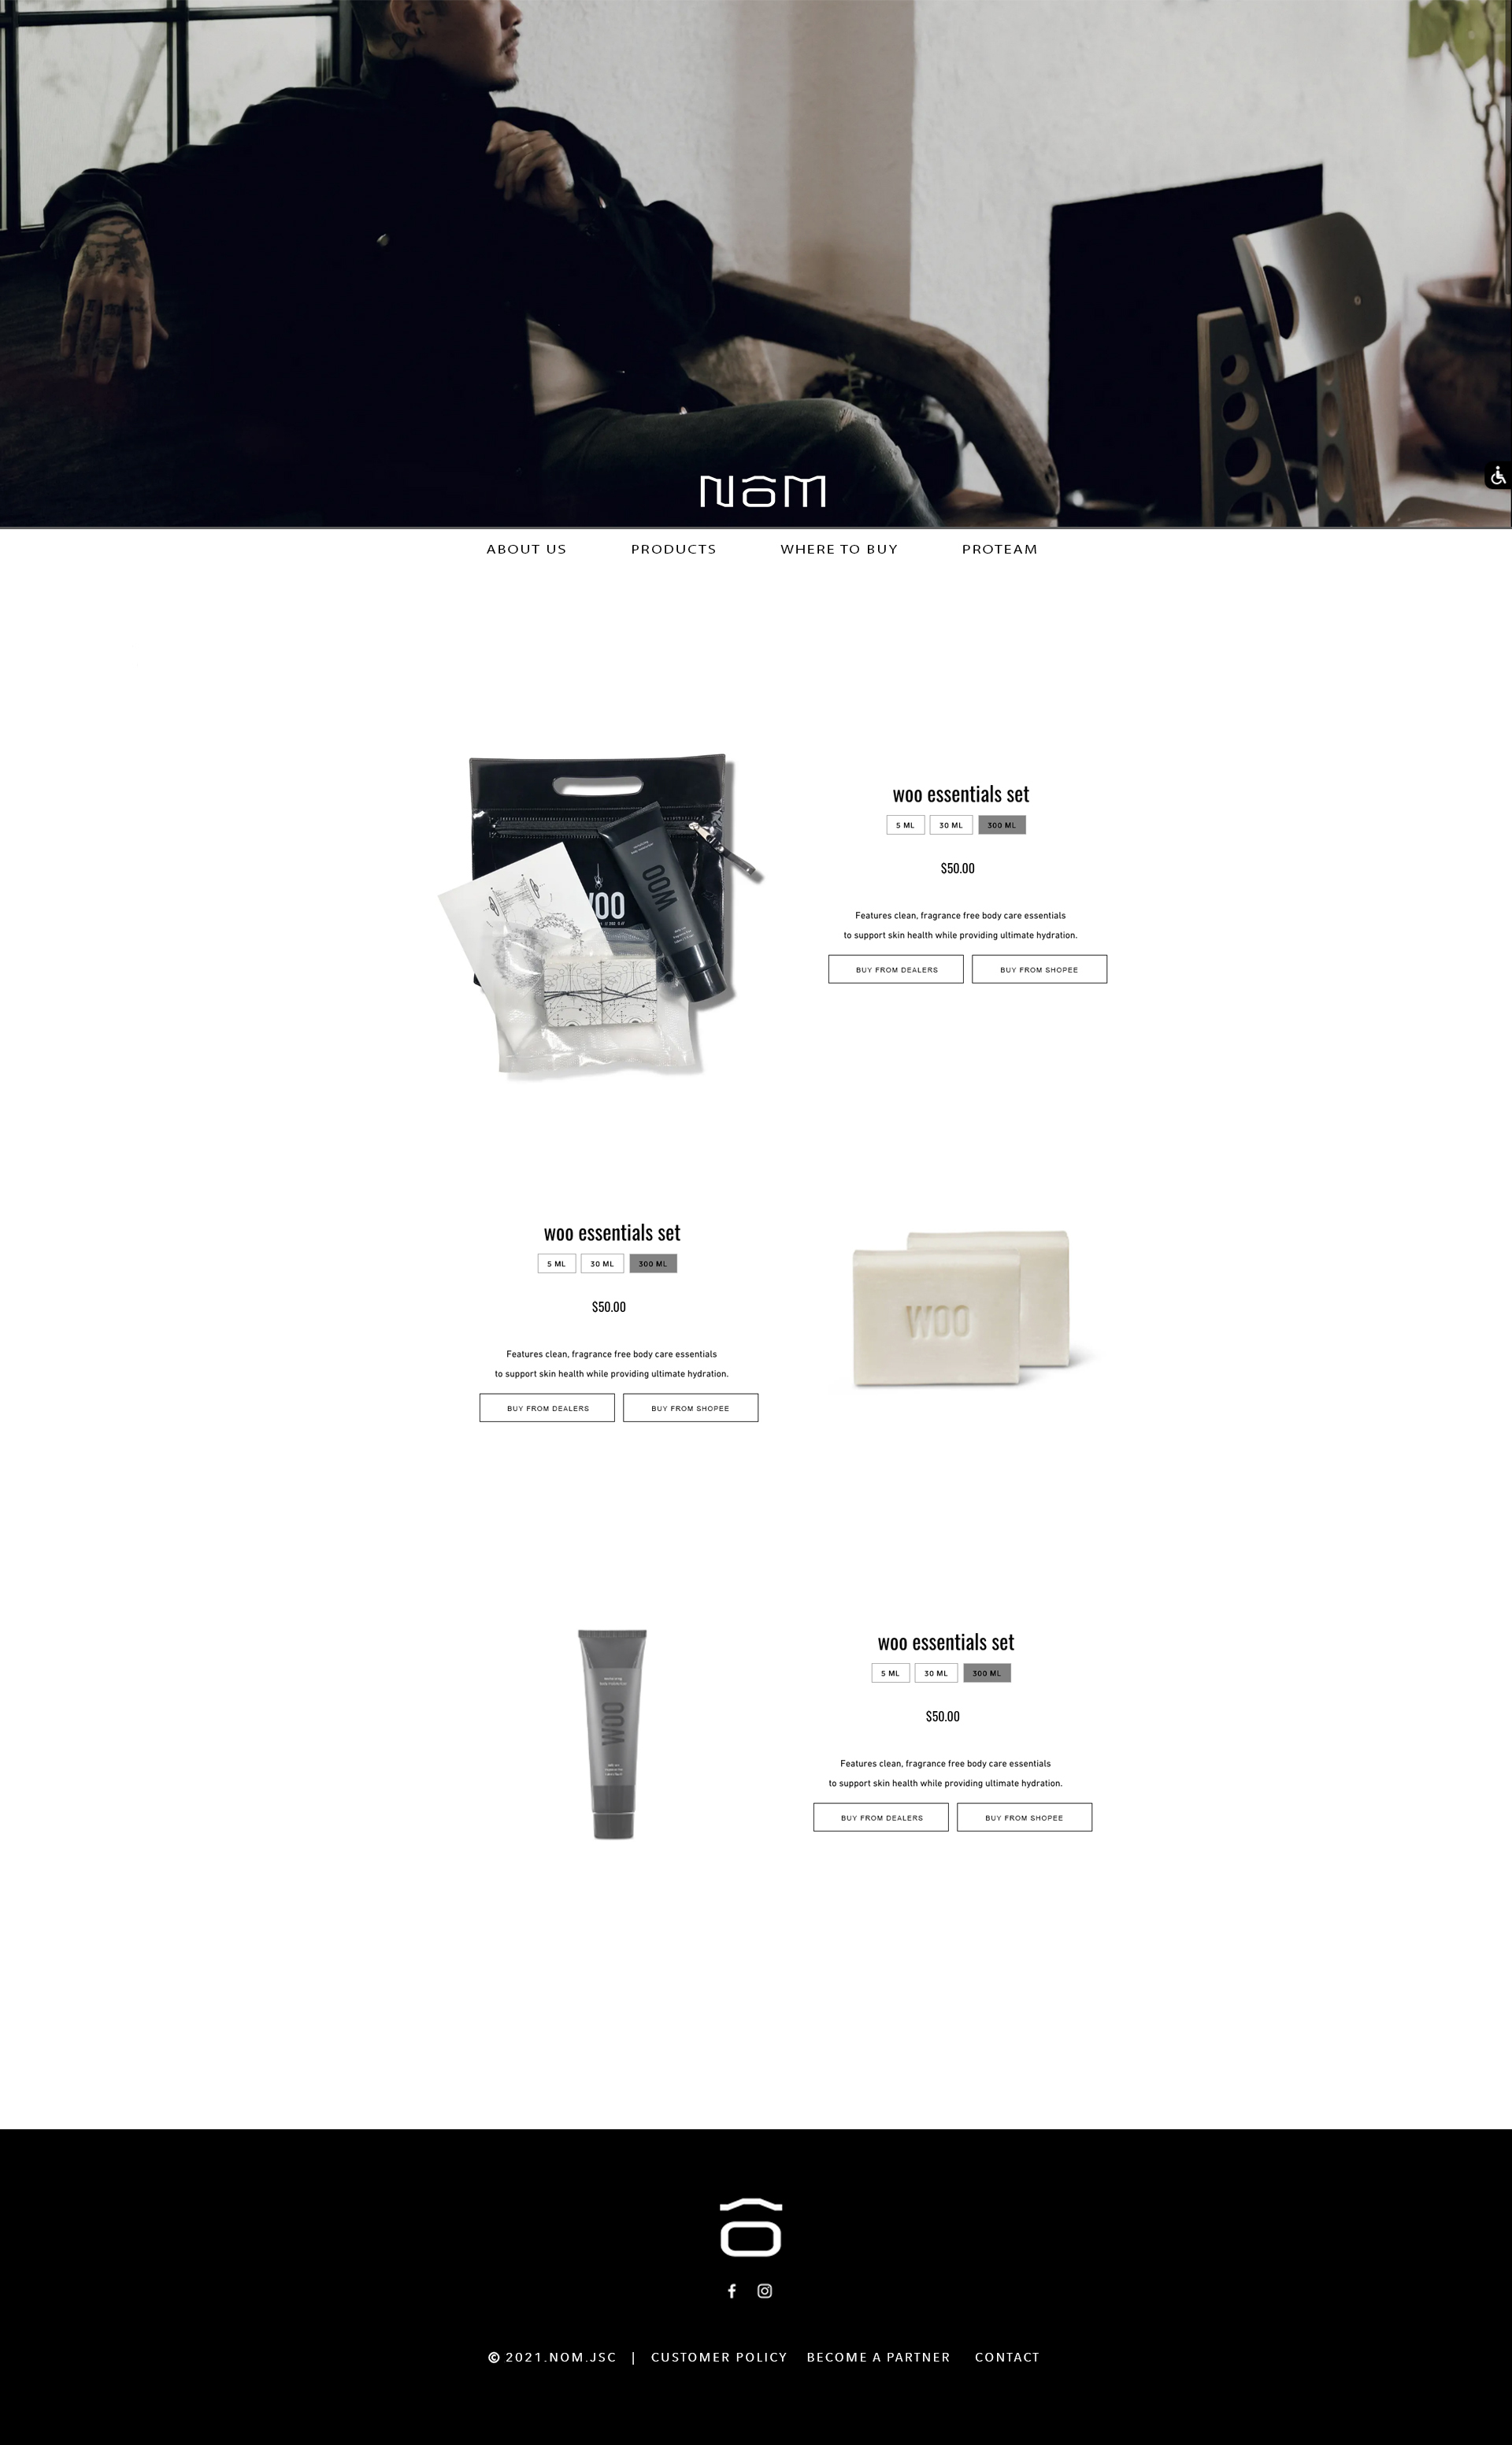 NôM
ABOUT US PRODUCTS WHERE TO BUY PROTEAM
woo essentials set
5 ML 30 ML 300 ML
$50.00
Features clean, fragrance free body care essentials
to support skin health while providing ultimate hydration.
BUY FROM DEALERS BUY FROM SHOPEE
WOO
WOO
woo essentials set
5 ML 30 ML 300 ML
$50.00
Features clean, fragrance free body care essentials
to support skin health while providing ultimate hydration.
BUY FROM DEALERS BUY FROM SHOPEE
WOO
WOO
woo essentials set
5 ML 30 ML 300 ML
$50.00
Features clean, fragrance free body care essentials
to support skin health while providing ultimate hydration.
BUY FROM DEALERS BUY FROM SHOPEE
ô
© 2021.NOM.JSC | CUSTOMER POLICY BECOME A PARTNER CONTACT